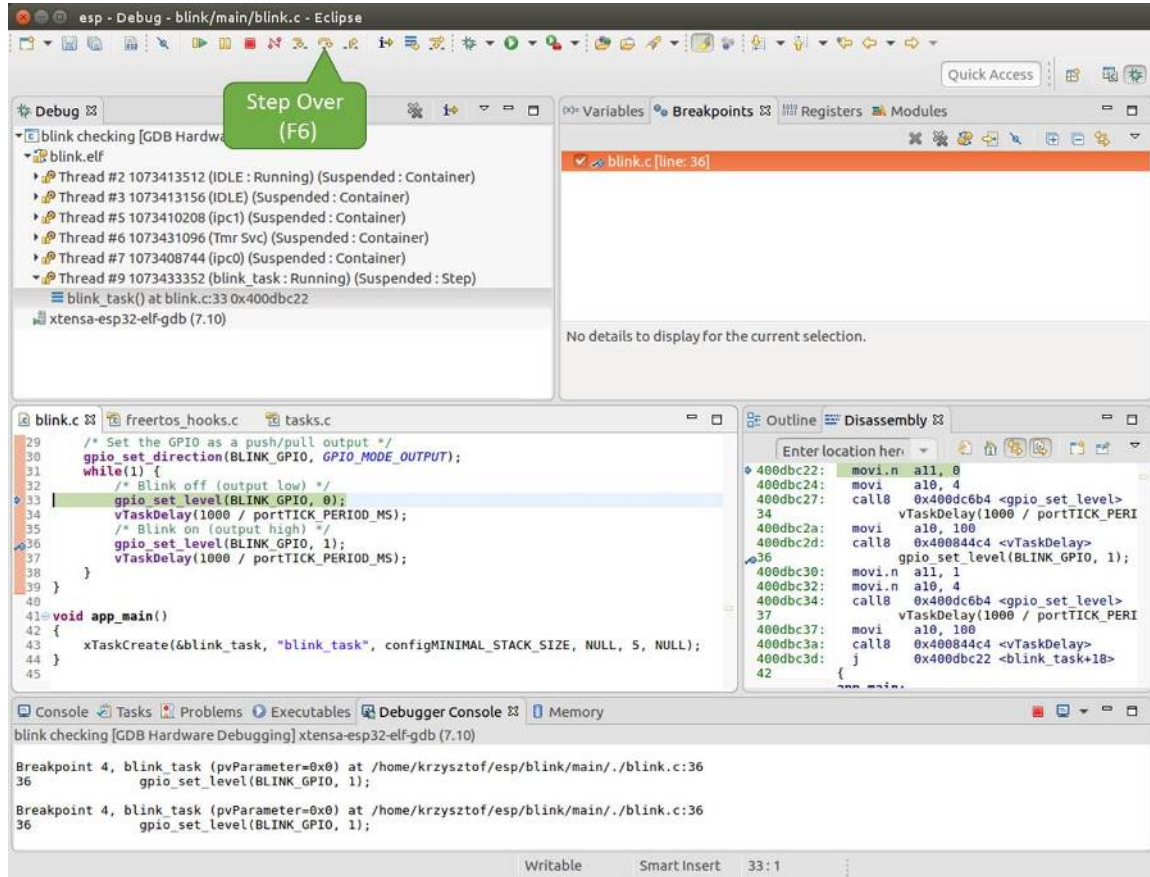 esp - Debug - blink/main/blink.c - Eclipse
Quick Access
Step Over
(F6)
Debug
blink checking [GDB Hardwa
blink.elf
Thread #2 1073413512 (IDLE : Running) (Suspended : Container)
Thread #3 1073413156 (IDLE) (Suspended : Container)
Thread #5 1073410208 (ipc1) (Suspended : Container)
Thread #6 1073431096 (Tmr Svc) (Suspended : Container)
Thread #7 1073408744 (ipc0) (Suspended : Container)
Thread #9 1073433352 (blink_task : Running) (Suspended : Step)
blink_task() at blink.c:33 0x400dbc22
xtensa-esp32-elf-gdb (7.10)
(x)= Variables Breakpoints Registers Modules
blink.c [line: 36]
No details to display for the current selection.
blink.c freertos_hooks.c tasks.c
29 /* Set the GPIO as a push/pull output */
30 gpio_set_direction(BLINK_GPIO, GPIO_MODE_OUTPUT);
31 while(1) {
32 /* Blink off (output low) */
33 gpio_set_level(BLINK_GPIO, 0);
34 vTaskDelay(1000 / portTICK_PERIOD_MS);
35 /* Blink on (output high) */
36 gpio_set_level(BLINK_GPIO, 1);
37 vTaskDelay(1000 / portTICK_PERIOD_MS);
38 }
39 }
40
41 void app_main()
42 {
43 xTaskCreate(&blink_task, "blink_task", configMINIMAL_STACK_SIZE, NULL, 5, NULL);
44 }
45
Outline Disassembly
Enter location her
400dbc22: movi.n a11, 0
400dbc24: movi a10, 4
400dbc27: call8 0x400dc6b4 <gpio_set_level>
34 vTaskDelay(1000 / portTICK_PERI
400dbc2a: movi a10, 100
400dbc2d: call8 0x400844c4 <vTaskDelay>
36 gpio_set_level(BLINK_GPIO, 1);
400dbc30: movi.n a11, 1
400dbc32: movi.n a10, 4
400dbc34: call8 0x400dc6b4 <gpio_set_level>
37 vTaskDelay(1000 / portTICK_PERI
400dbc37: movi a10, 100
400dbc3a: call8 0x400844c4 <vTaskDelay>
400dbc3d: j 0x400dbc22 <blink_task+18>
42 {
app_main:
Console Tasks Problems Executables Debugger Console Memory
blink checking [GDB Hardware Debugging] xtensa-esp32-elf-gdb (7.10)
Breakpoint 4, blink_task (pvParameter=0x0) at /home/krzysztof/esp/blink/main/./blink.c:36
36 gpio_set_level(BLINK_GPIO, 1);
Breakpoint 4, blink_task (pvParameter=0x0) at /home/krzysztof/esp/blink/main/./blink.c:36
36 gpio_set_level(BLINK_GPIO, 1);
Writable Smart Insert 33 : 1